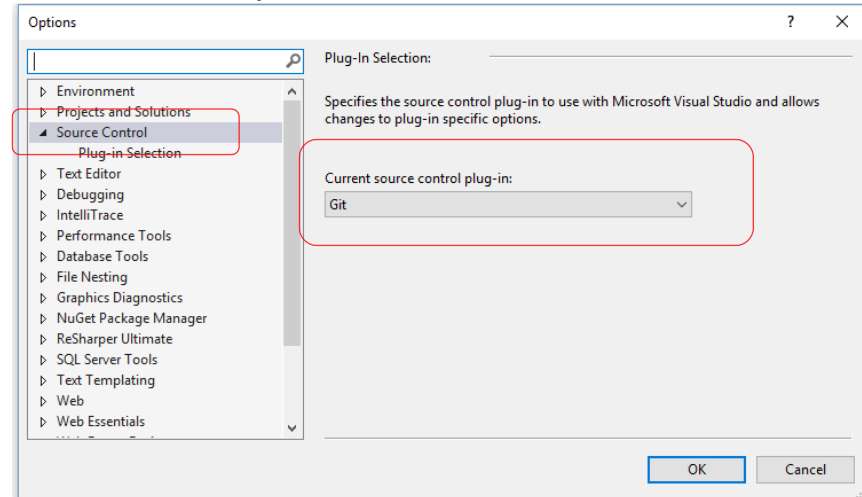 Options
Environment
Projects and Solutions
Source Control
Plug-in Selection
Text Editor
Debugging
IntelliTrace
Performance Tools
Database Tools
File Nesting
Graphics Diagnostics
NuGet Package Manager
ReSharper Ultimate
SQL Server Tools
Text Templating
Web
Web Essentials
Plug-In Selection:
Specifies the source control plug-in to use with Microsoft Visual Studio and allows
changes to plug-in specific options.
Current source control plug-in:
Git
OK
Cancel